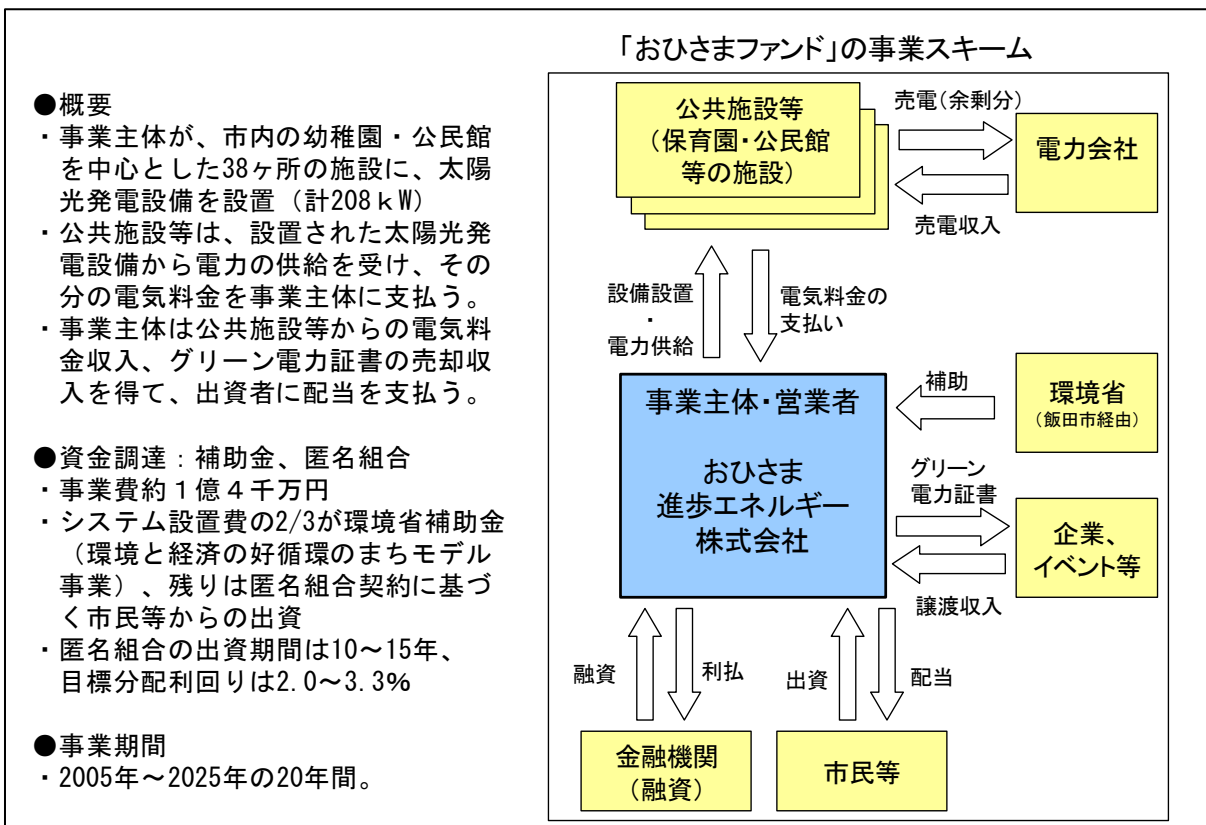 「おひさまファンド」の事業スキーム
●概要
・事業主体が、市内の幼稚園・公民館
を中心とした38ヶ所の施設に、太陽
光発電設備を設置（計208ｋW）
・公共施設等は、設置された太陽光発
電設備から電力の供給を受け、その
分の電気料金を事業主体に支払う。
・事業主体は公共施設等からの電気料
金収入、グリーン電力証書の売却収
入を得て、出資者に配当を支払う。
●資金調達：補助金、匿名組合
・事業費約１億４千万円
・システム設置費の2/3が環境省補助金
（環境と経済の好循環のまちモデル
事業）、残りは匿名組合契約に基づ
く市民等からの出資
・匿名組合の出資期間は10～15年、
目標分配利回りは2.0～3.3%
●事業期間
・2005年～2025年の20年間。
公共施設等
（保育園・公民館
等の施設）
売電（余剰分）
電力会社
売電収入
設備設置
・
電力供給
電気料金の
支払い
事業主体・営業者
おひさま
進歩エネルギー
株式会社
補助
環境省
（飯田市経由）
グリーン
電力証書
企業、
イベント等
譲渡収入
融資
利払
出資
配当
金融機関
（融資）
市民等